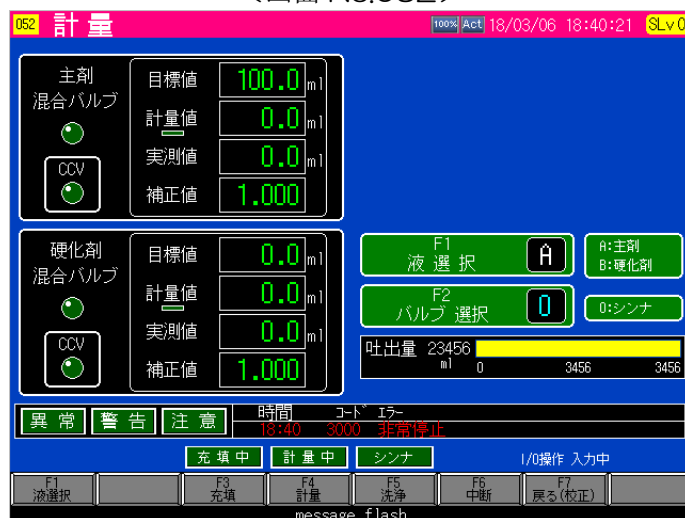 052 計 量 100% Act 18/03/06 18:40:21 SLv 0
主剤
混合バルブ
CCV
目標値 100.0 ml
計量値 0.0 ml
実測値 0.0 ml
補正値 1.000
硬化剤
混合バルブ
CCV
目標値 0.0 ml
計量値 0.0 ml
実測値 0.0 ml
補正値 1.000
F1
液 選 択 A
A:主剤
B:硬化剤
F2
バルブ 選択 0
0:シンナ
吐出量 23456
ml 0 3456 3456
異 常 警 告 注 意
時間 コード エラー
18:40 3000 非常停止
充 填 中 計 量 中 シンナ I/O操作 入力中
F1 F3 F4 F5 F6 F7
液選択 充填 計量 洗浄 中断 戻る(校正)
message flash